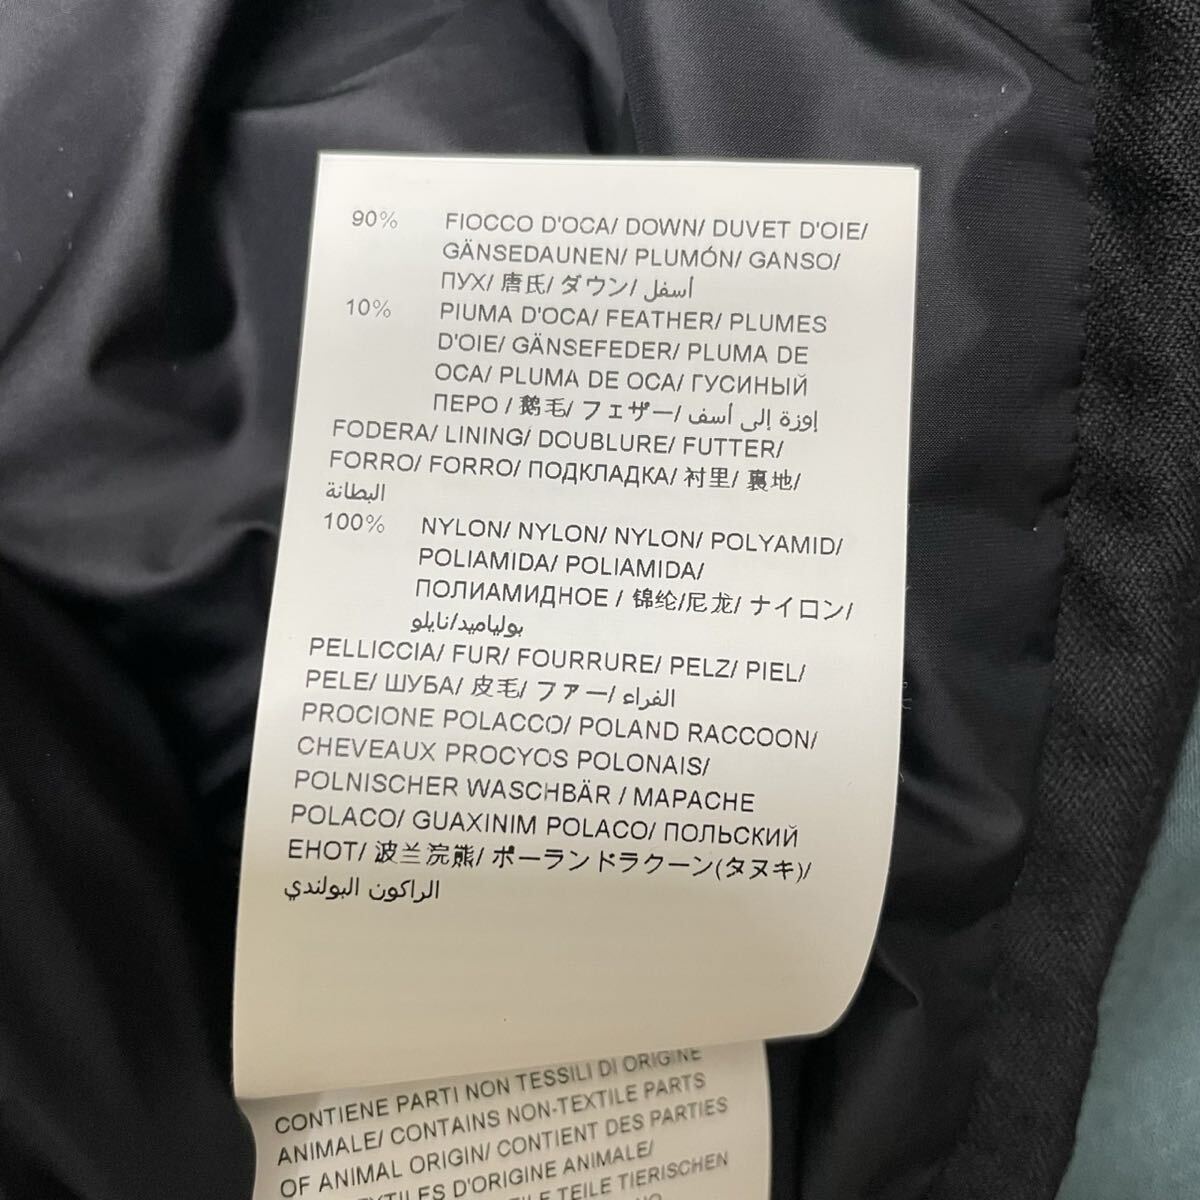 90% FIOCCO D'OCA/ DOWN/ DUVET D'OIE/
GÄNSEDAUNEN/ PLUMÓN/ GANSO/
ПУХ/ 唐氏/ ダウン/ أسفل
10% PIUMA D'OCA/ FEATHER/ PLUMES
D'OIE/ GÄNSEFEDER/ PLUMA DE
OCA/ PLUMA DE OCA/ ГУСИНЫЙ
ПЕРО / 鹅毛/ フェザー/ إوزة إلى أسف
FODERA/ LINING/ DOUBLURE/ FUTTER/
FORRO/ FORRO/ ПОДКЛАДКА/ 衬里/ 裏地/
البطانة
100% NYLON/ NYLON/ NYLON/ POLYAMID/
POLIAMIDA/ POLIAMIDA/
ПОЛИАМИДНОЕ / 锦纶/尼龙/ ナイロン/
بولياميد/نايلو
PELLICCIA/ FUR/ FOURRURE/ PELZ/ PIEL/
PELE/ ШУБА/ 皮毛/ ファー/ الفراء
PROCIONE POLACCO/ POLAND RACCOON/
CHEVEAUX PROCYOS POLONAIS/
POLNISCHER WASCHBÄR / MAPACHE
POLACO/ GUAXINIM POLACO/ ПОЛЬСКИЙ
ЕНОТ/ 波兰浣熊/ ポーランドラクーン(タヌキ)/
الراكون البولندي
CONTIENE PARTI NON TESSILI DI ORIGINE
ANIMALE/ CONTAINS NON-TEXTILE PARTS
OF ANIMAL ORIGIN/ CONTIENT DES PARTIES
D'ORIGINE ANIMALE/
TEILE TIERISCHEN